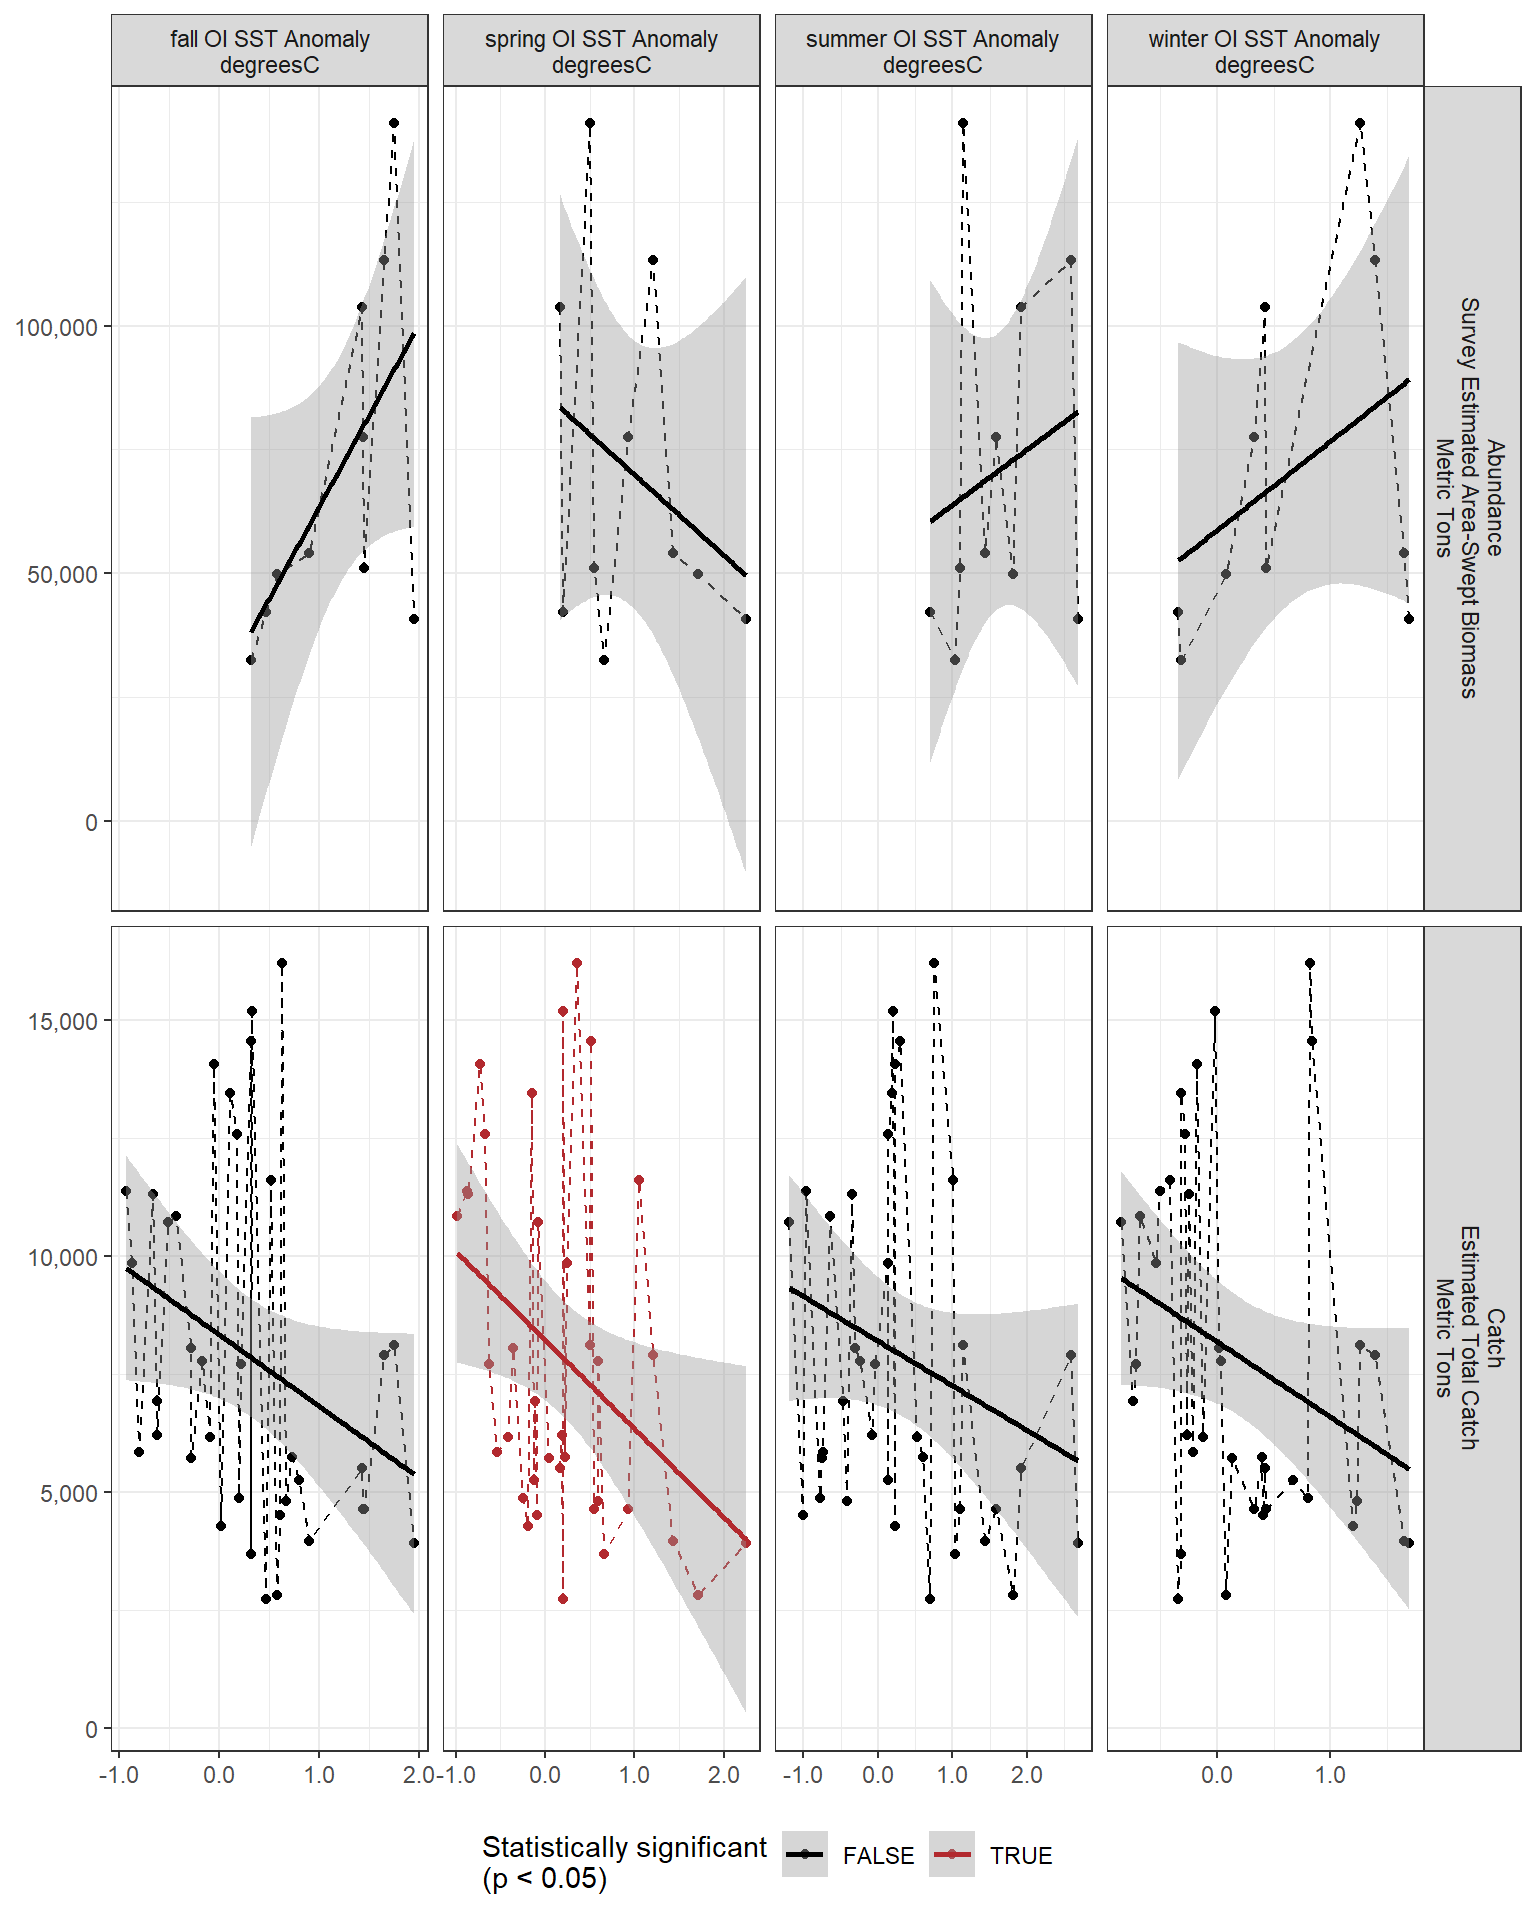 fall OI SST Anomaly
degreesC
spring OI SST Anomaly
degreesC
summer OI SST Anomaly
degreesC
winter OI SST Anomaly
degreesC
100,000
50,000
0
Abundance
Survey Estimated Area-Swept Biomass
Metric Tons
15,000
10,000
5,000
0
Catch
Estimated Total Catch
Metric Tons
-1.0 0.0 1.0 2.0
-1.0 0.0 1.0 2.0
-1.0 0.0 1.0 2.0
0.0 1.0
Statistically significant
(p < 0.05)
FALSE
TRUE